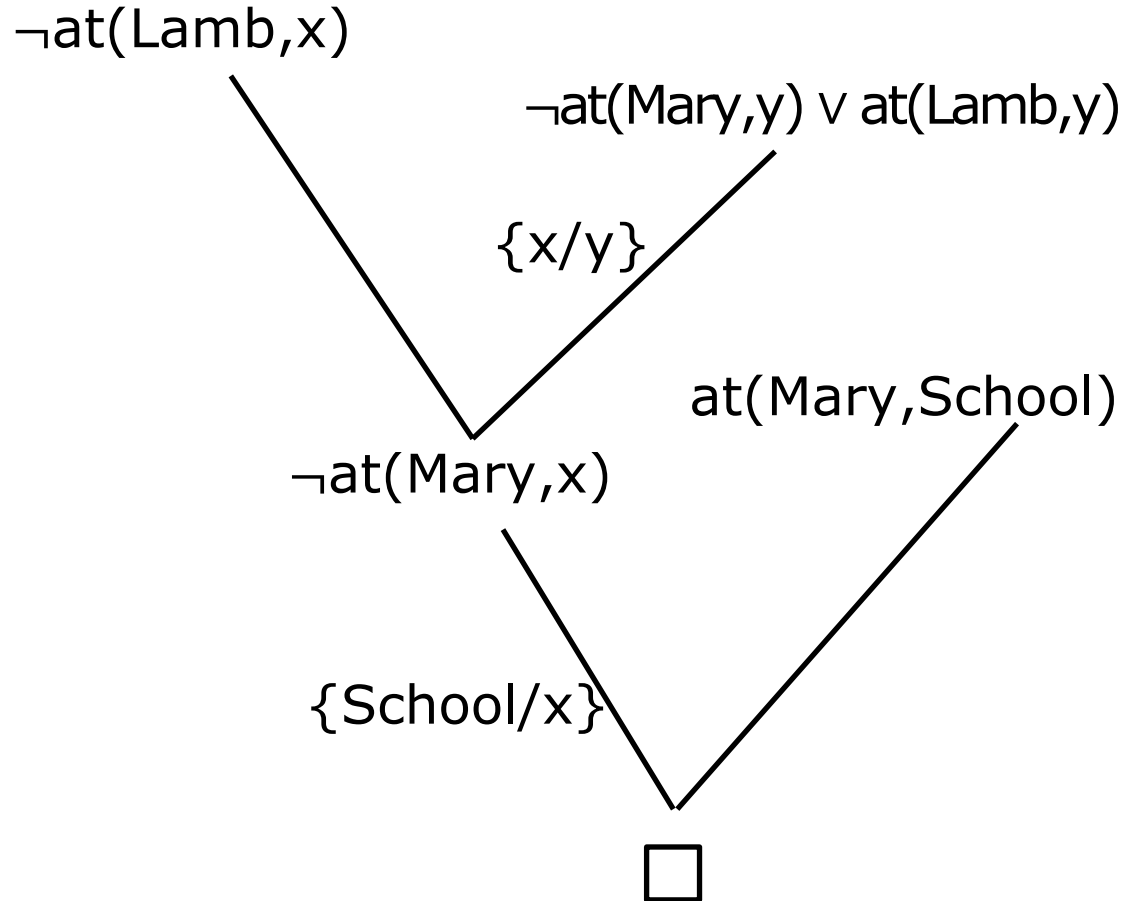 ¬at(Lamb,x)
¬at(Mary,y) ∨ at(Lamb,y)
{x/y}
at(Mary,School)
¬at(Mary,x)
{School/x}